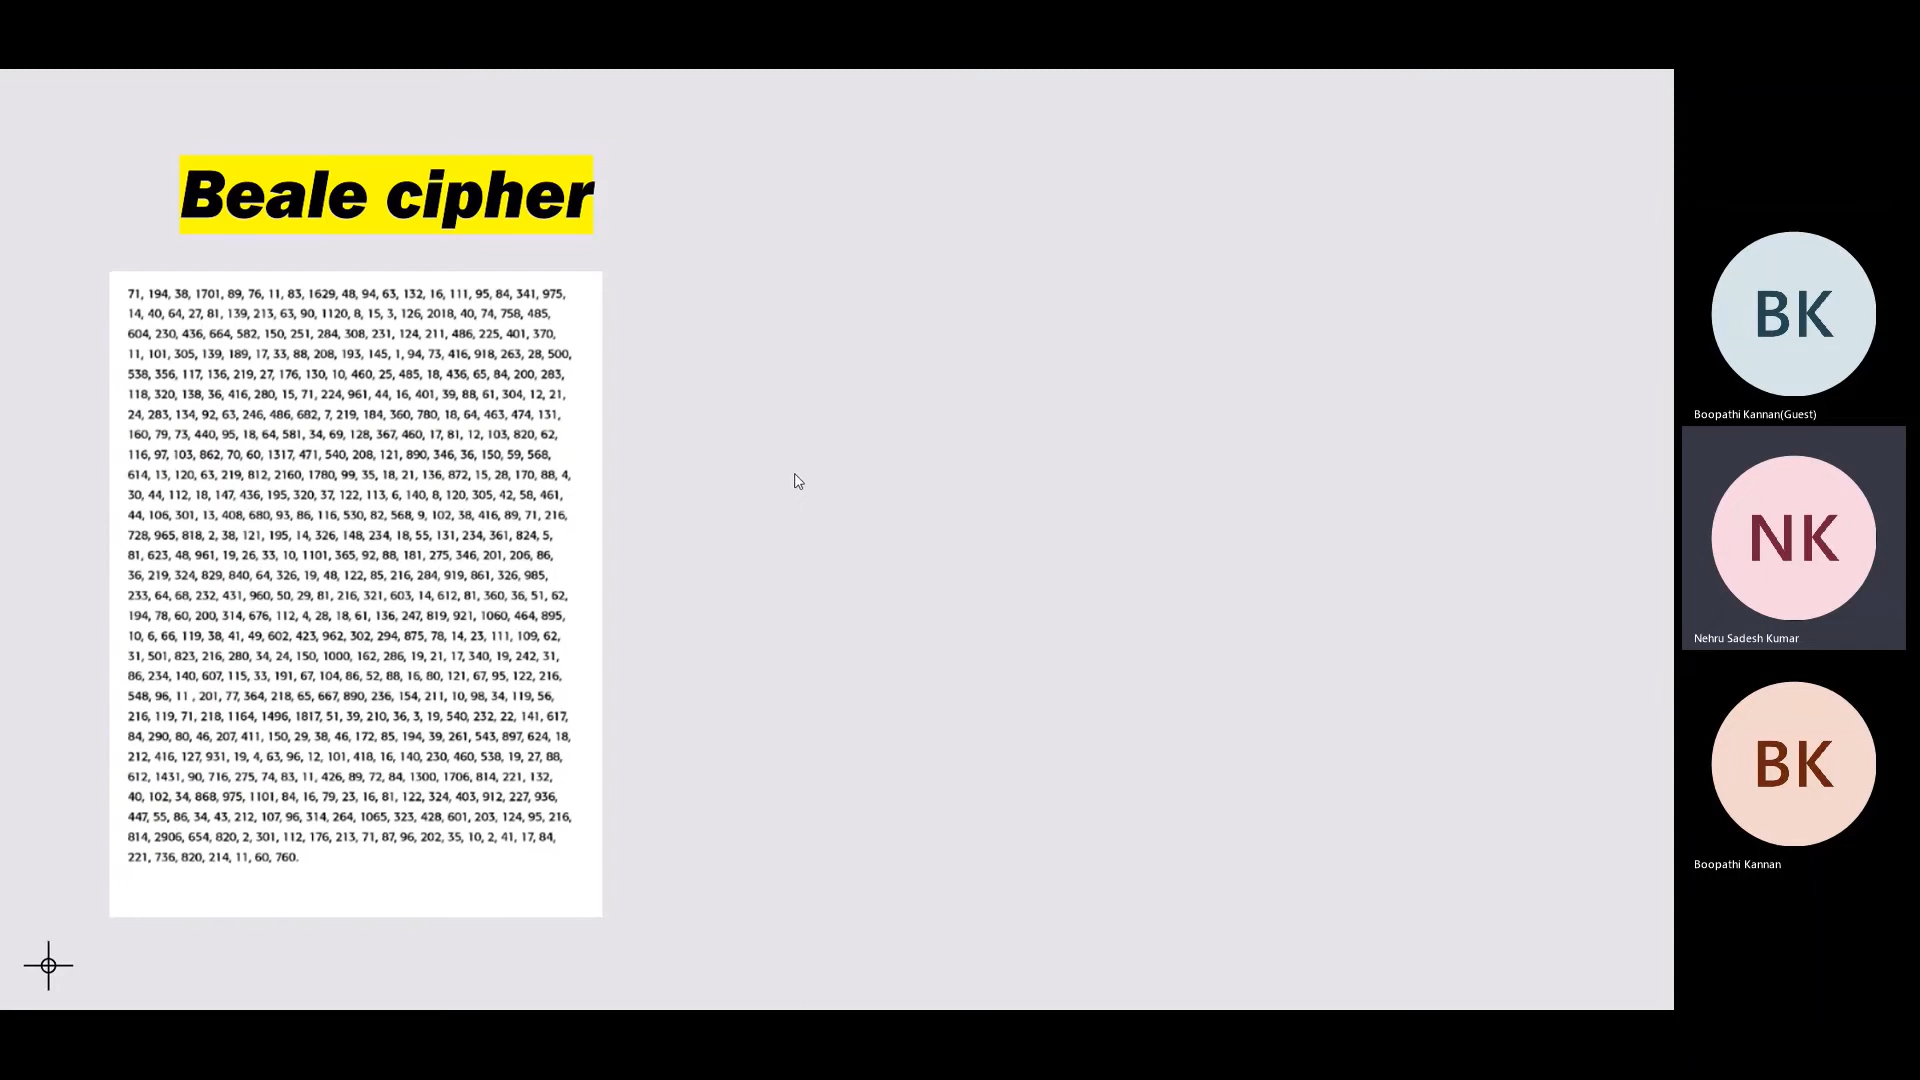 Beale cipher
71, 194, 38, 1701, 89, 76, 11, 83, 1629, 48, 94, 63, 132, 16, 111, 95, 84, 341, 975,
14, 40, 64, 27, 81, 139, 213, 63, 90, 1120, 8, 15, 3, 126, 2018, 40, 74, 758, 485,
604, 230, 436, 664, 582, 150, 251, 284, 308, 231, 124, 211, 486, 225, 401, 370,
11, 101, 305, 139, 189, 17, 33, 88, 208, 193, 145, 1, 94, 73, 416, 918, 263, 28, 500,
538, 356, 117, 136, 219, 27, 176, 130, 10, 460, 25, 485, 18, 436, 65, 84, 200, 283,
118, 320, 138, 36, 416, 280, 15, 71, 224, 961, 44, 16, 401, 39, 88, 61, 304, 12, 21,
24, 283, 134, 92, 63, 246, 486, 682, 7, 219, 184, 360, 780, 18, 64, 463, 474, 131,
160, 79, 73, 440, 95, 18, 64, 581, 34, 69, 128, 367, 460, 17, 81, 12, 103, 820, 62,
116, 97, 103, 862, 70, 60, 1317, 471, 540, 208, 121, 890, 346, 36, 150, 59, 568,
614, 13, 120, 63, 219, 812, 2160, 1780, 99, 35, 18, 21, 136, 872, 15, 28, 170, 88, 4,
30, 44, 112, 18, 147, 436, 195, 320, 37, 122, 113, 6, 140, 8, 120, 305, 42, 58, 461,
44, 106, 301, 13, 408, 680, 93, 86, 116, 530, 82, 568, 9, 102, 38, 416, 89, 71, 216,
728, 965, 818, 2, 38, 121, 195, 14, 326, 148, 234, 18, 55, 131, 234, 361, 824, 5,
81, 623, 48, 961, 19, 26, 33, 10, 1101, 365, 92, 88, 181, 275, 346, 201, 206, 86,
36, 219, 324, 829, 840, 64, 326, 19, 48, 122, 85, 216, 284, 919, 861, 326, 985,
233, 64, 68, 232, 431, 960, 50, 29, 81, 216, 321, 603, 14, 612, 81, 360, 36, 51, 62,
194, 78, 60, 200, 314, 676, 112, 4, 28, 18, 61, 136, 247, 819, 921, 1060, 464, 895,
10, 6, 66, 119, 38, 41, 49, 602, 423, 962, 302, 294, 875, 78, 14, 23, 111, 109, 62,
31, 501, 823, 216, 280, 34, 24, 150, 1000, 162, 286, 19, 21, 17, 340, 19, 242, 31,
86, 234, 140, 607, 115, 33, 191, 67, 104, 86, 52, 88, 16, 80, 121, 67, 95, 122, 216,
548, 96, 11 , 201, 77, 364, 218, 65, 667, 890, 236, 154, 211, 10, 98, 34, 119, 56,
216, 119, 71, 218, 1164, 1496, 1817, 51, 39, 210, 36, 3, 19, 540, 232, 22, 141, 617,
84, 290, 80, 46, 207, 411, 150, 29, 38, 46, 172, 85, 194, 39, 261, 543, 897, 624, 18,
212, 416, 127, 931, 19, 4, 63, 96, 12, 101, 418, 16, 140, 230, 460, 538, 19, 27, 88,
612, 1431, 90, 716, 275, 74, 83, 11, 426, 89, 72, 84, 1300, 1706, 814, 221, 132,
40, 102, 34, 868, 975, 1101, 84, 16, 79, 23, 16, 81, 122, 324, 403, 912, 227, 936,
447, 55, 86, 34, 43, 212, 107, 96, 314, 264, 1065, 323, 428, 601, 203, 124, 95, 216,
814, 2906, 654, 820, 2, 301, 112, 176, 213, 71, 87, 96, 202, 35, 10, 2, 41, 17, 84,
221, 736, 820, 214, 11, 60, 760.
BK
Boopathi Kannan(Guest)
NK
Nehru Sadesh Kumar
BK
Boopathi Kannan